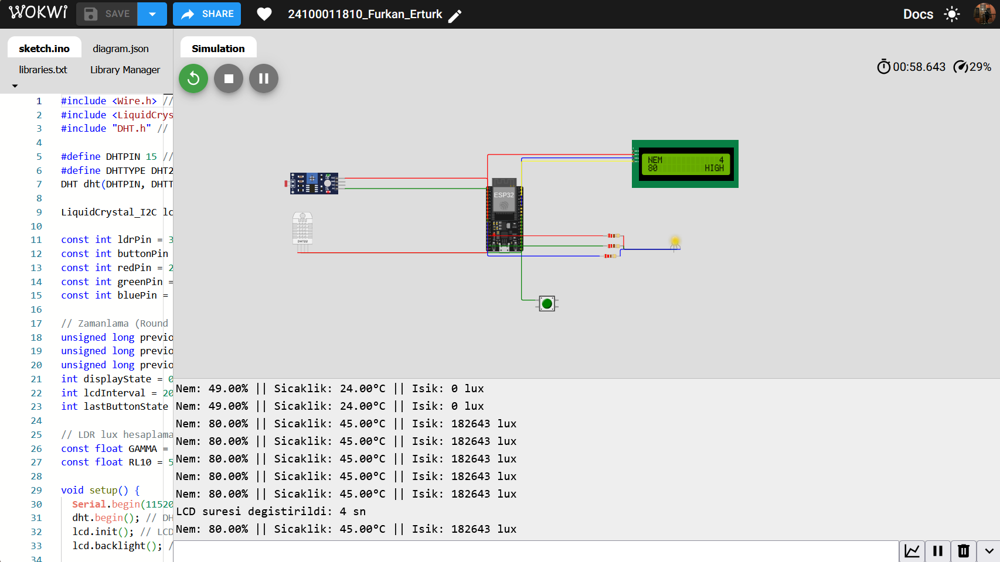 WOKWI SAVE SHARE 24100011810_Furkan_Erturk Docs
sketch.ino diagram.json
libraries.txt Library Manager
Simulation
00:58.643 29%
1 #include <Wire.h> //
2 #include <LiquidCrys
3 #include "DHT.h" //
4
5 #define DHTPIN 15 //
6 #define DHTTYPE DHT2
7 DHT dht(DHTPIN, DHTT
8
9 LiquidCrystal_I2C lc
10
11 const int ldrPin = 3
12 const int buttonPin
13 const int redPin = 2
14 const int greenPin =
15 const int bluePin =
16
17 // Zamanlama (Round
18 unsigned long previo
19 unsigned long previo
20 unsigned long previo
21 int displayState = 0
22 int lcdInterval = 20
23 int lastButtonState
24
25 // LDR lux hesaplama
26 const float GAMMA =
27 const float RL10 = 5
28
29 void setup() {
30 Serial.begin(11520
31 dht.begin(); // DH
32 lcd.init(); // LCD
33 lcd.backlight(); /
34
NEM 4
80 HIGH
ESP32
DHT22
Nem: 49.00% || Sicaklik: 24.00°C || Isik: 0 lux
Nem: 49.00% || Sicaklik: 24.00°C || Isik: 0 lux
Nem: 80.00% || Sicaklik: 45.00°C || Isik: 182643 lux
Nem: 80.00% || Sicaklik: 45.00°C || Isik: 182643 lux
Nem: 80.00% || Sicaklik: 45.00°C || Isik: 182643 lux
Nem: 80.00% || Sicaklik: 45.00°C || Isik: 182643 lux
Nem: 80.00% || Sicaklik: 45.00°C || Isik: 182643 lux
LCD suresi degistirildi: 4 sn
Nem: 80.00% || Sicaklik: 45.00°C || Isik: 182643 lux